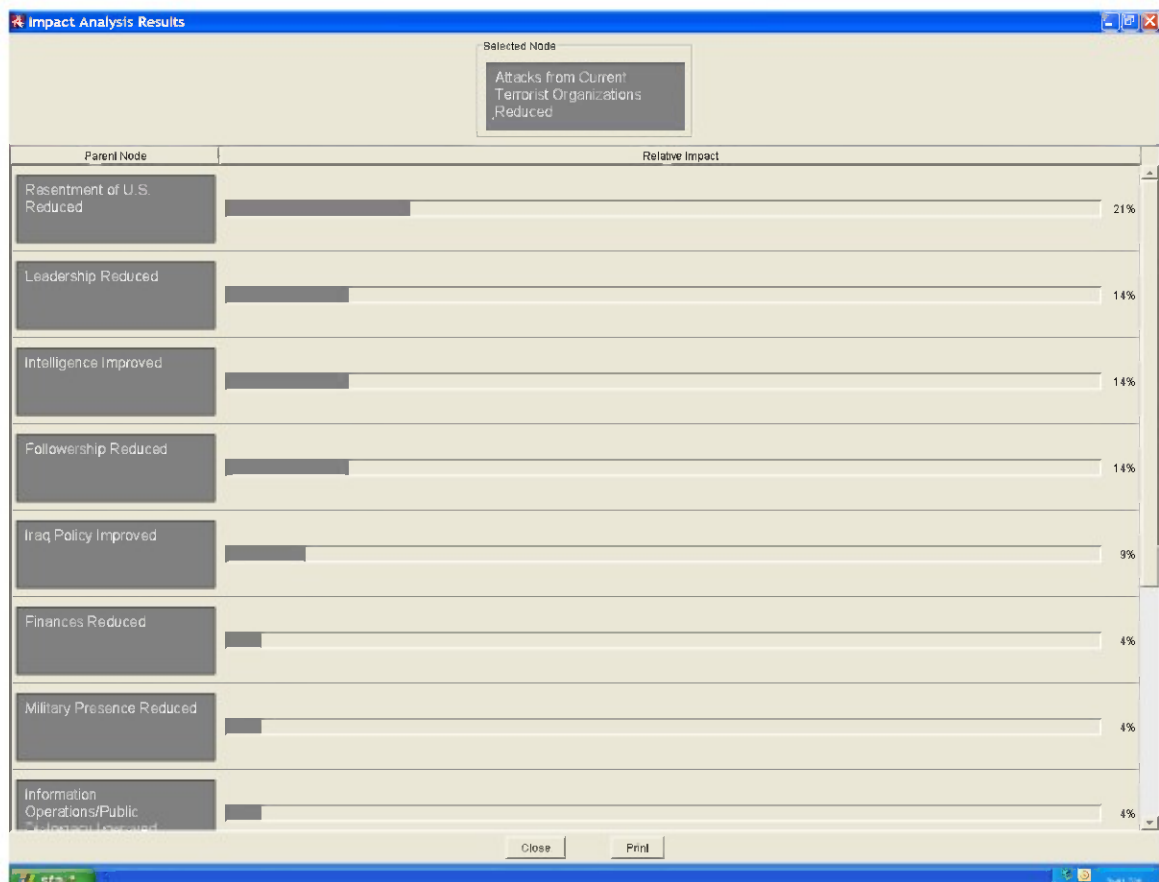 Impact Analysis Results
Selected Node
Attacks from Current
Terrorist Organizations
Reduced
Parent Node Relative Impact
Resentment of U.S.
Reduced
21%
Leadership Reduced
14%
Intelligence Improved
14%
Followership Reduced
14%
Iraq Policy Improved
9%
Finances Reduced
4%
Military Presence Reduced
4%
Information
Operations/Public
4%
Close Print